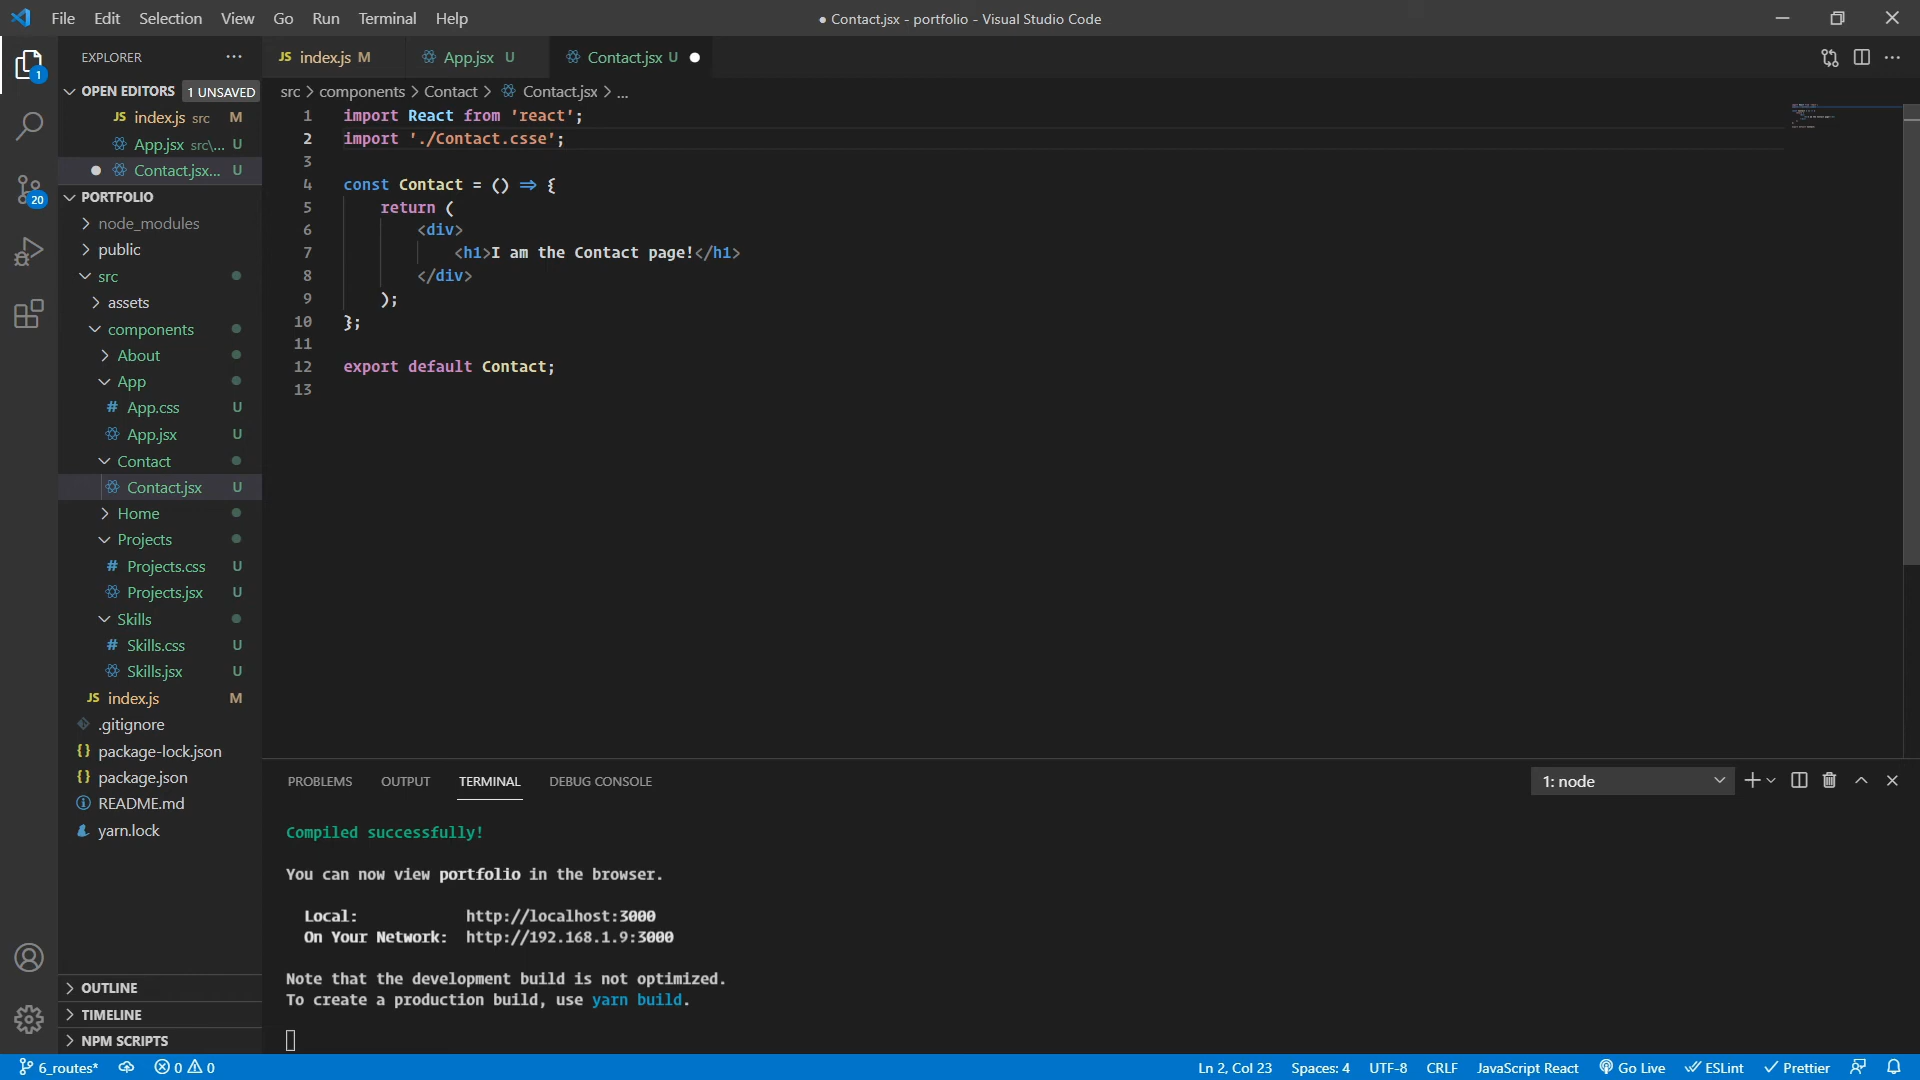 File Edit Selection View Go Run Terminal Help
● Contact.jsx - portfolio - Visual Studio Code
EXPLORER
OPEN EDITORS 1 UNSAVED
JS index.js src M
App.jsx src\... U
Contact.jsx... U
PORTFOLIO
node_modules
public
src
assets
components
About
App
# App.css U
App.jsx U
Contact
Contact.jsx U
Home
Projects
# Projects.css U
Projects.jsx U
Skills
# Skills.css U
Skills.jsx U
JS index.js M
.gitignore
{} package-lock.json
{} package.json
README.md
yarn.lock
OUTLINE
TIMELINE
NPM SCRIPTS
1
20
JS index.js M
App.jsx U
Contact.jsx U ●
src > components > Contact > Contact.jsx > ...
1 import React from 'react';
2 import './Contact.csse';
3
4 const Contact = () => {
5 return (
6 <div>
7 <h1>I am the Contact page!</h1>
8 </div>
9 );
10 };
11
12 export default Contact;
13
PROBLEMS OUTPUT TERMINAL DEBUG CONSOLE
1: node
Compiled successfully!
You can now view portfolio in the browser.
Local: http://localhost:3000
On Your Network: http://192.168.1.9:3000
Note that the development build is not optimized.
To create a production build, use yarn build.
6_routes* 0 0 Ln 2, Col 23 Spaces: 4 UTF-8 CRLF JavaScript React Go Live ESLint Prettier